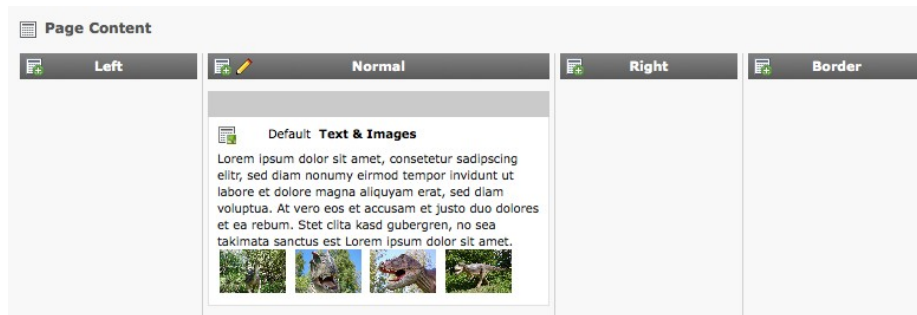 Page Content
Left
Normal
Right
Border
Default Text & Images
Lorem ipsum dolor sit amet, consetetur sadipscing
elitr, sed diam nonumy eirmod tempor invidunt ut
labore et dolore magna aliquyam erat, sed diam
voluptua. At vero eos et accusam et justo duo dolores
et ea rebum. Stet clita kasd gubergren, no sea
takimata sanctus est Lorem ipsum dolor sit amet.